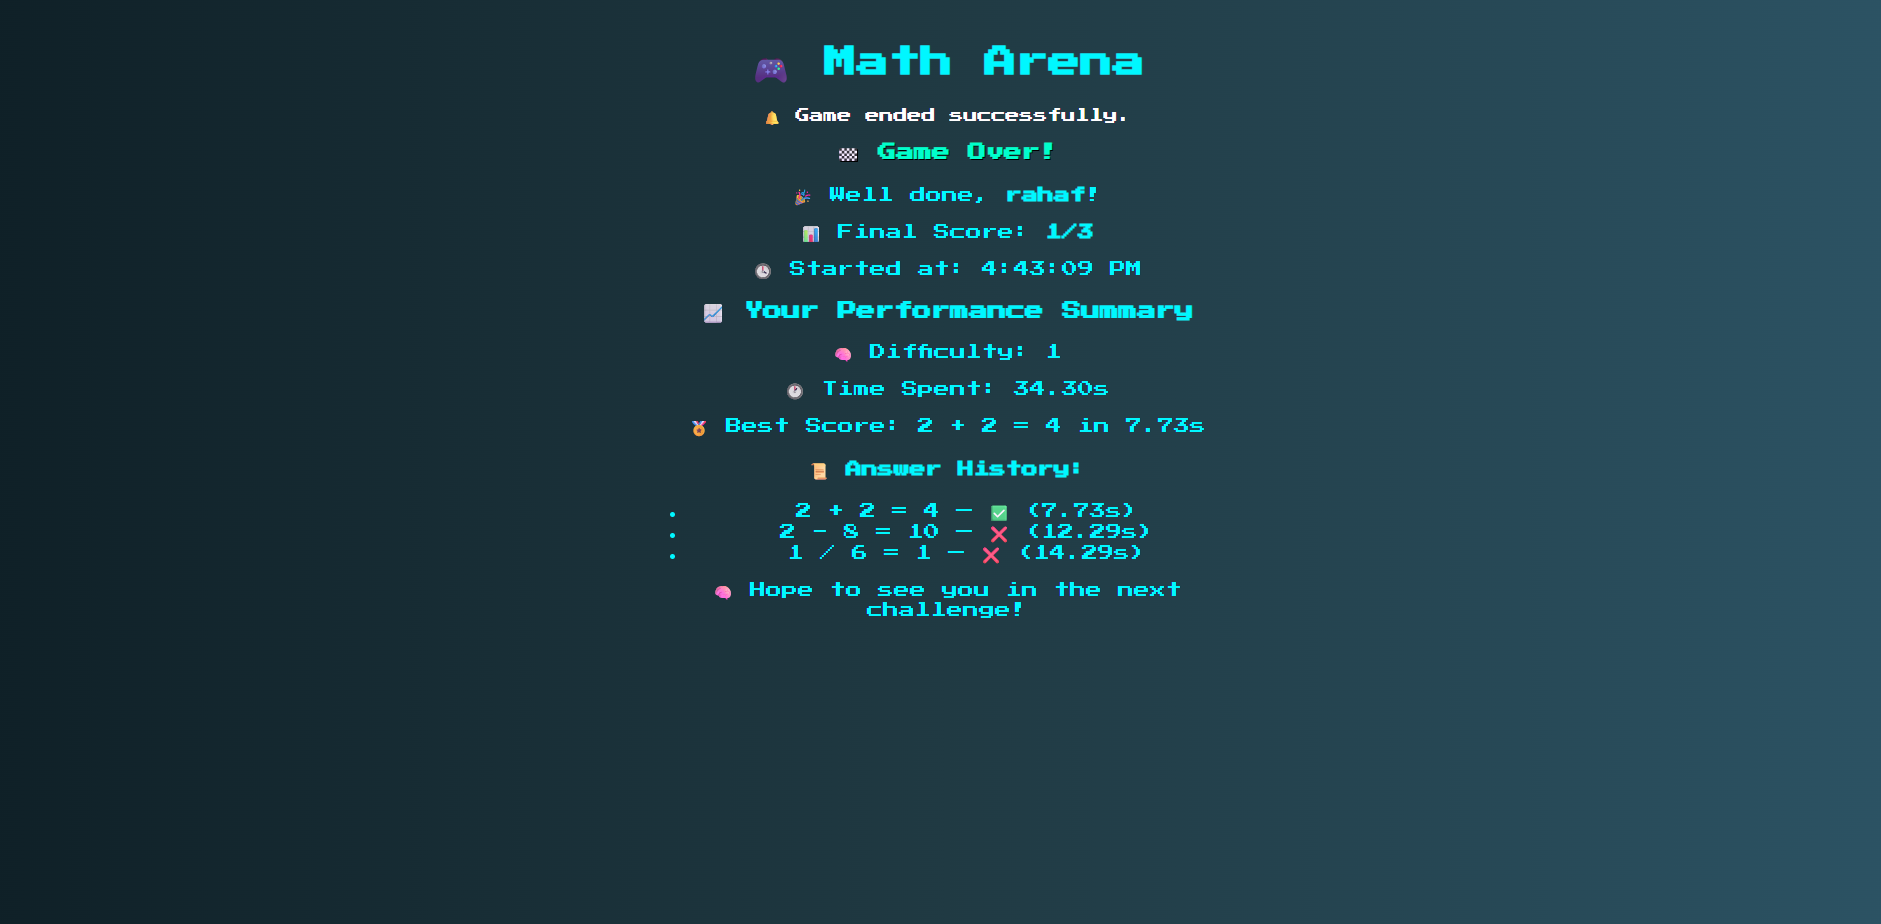 🎮 Math Arena
🔔 Game ended successfully.
🏁 Game Over!
🎉 Well done, rahaf!
📊 Final Score: 1/3
🕓 Started at: 4:43:09 PM
📈 Your Performance Summary
🧠 Difficulty: 1
⏱ Time Spent: 34.30s
🏅 Best Score: 2 + 2 = 4 in 7.73s
📜 Answer History:
• 2 + 2 = 4 — ✅ (7.73s)
• 2 - 8 = 10 — ❌ (12.29s)
• 1 / 6 = 1 — ❌ (14.29s)
🧠 Hope to see you in the next
challenge!